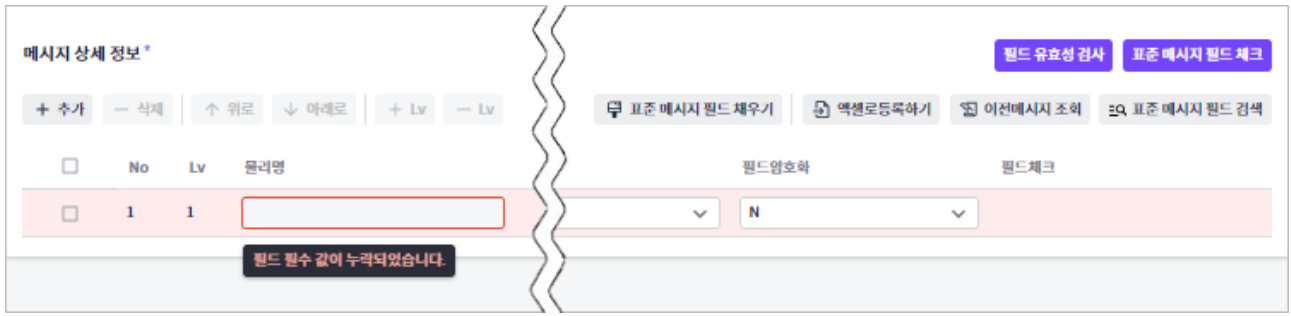 메시지 상세 정보 *
필드 유효성 검사 표준 메시지 필드 체크
+ 추가 − 삭제 ↑ 위로 ↓ 아래로 + Lv − Lv 표준 메시지 필드 채우기 엑셀로등록하기 이전메시지 조회 표준 메시지 필드 검색
No Lv 물리명 필드암호화 필드체크
1 1 N
필드 필수 값이 누락되었습니다.